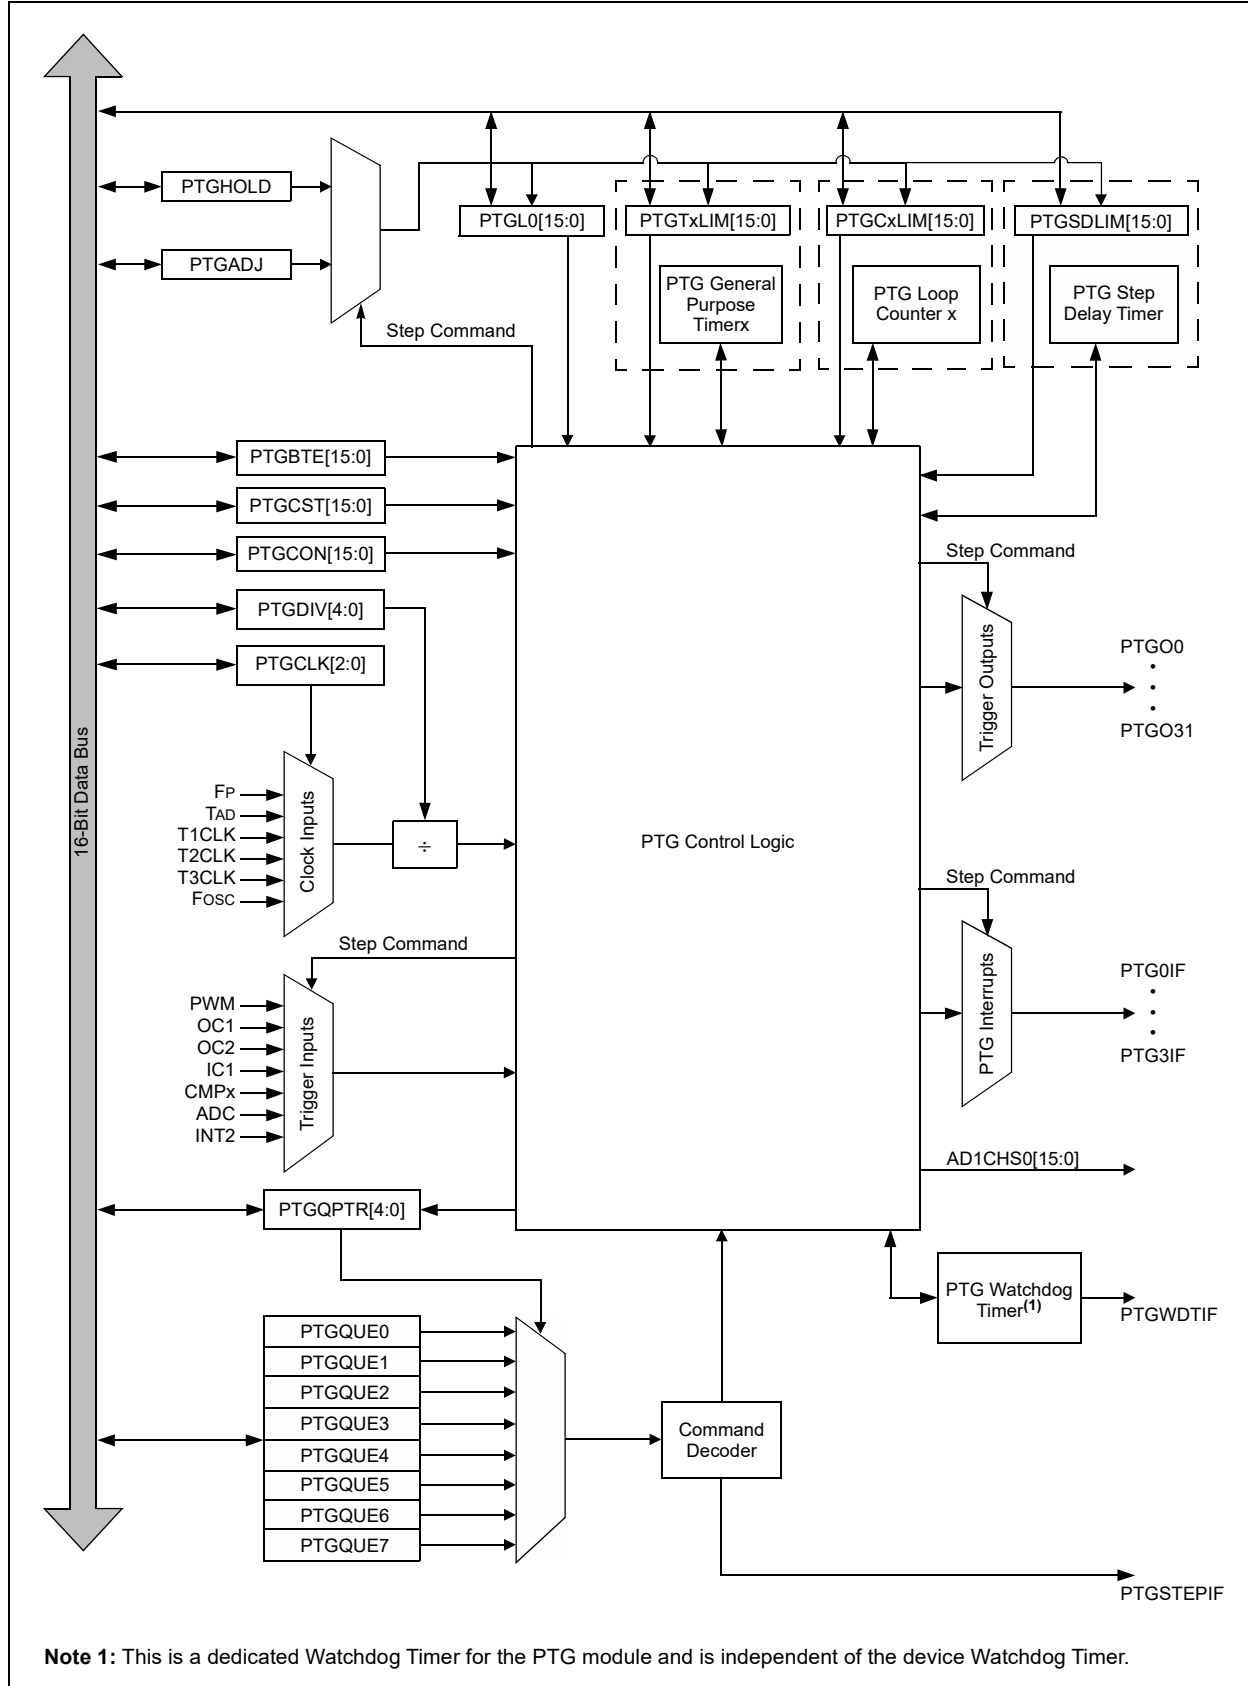 PTGHOLD
PTGADJ
PTGL0[15:0]
PTGTxLIM[15:0]
PTGCxLIM[15:0]
PTGSDLIM[15:0]
PTG General
Purpose
Timerx
PTG Loop
Counter x
PTG Step
Delay Timer
Step Command
PTGBTE[15:0]
PTGCST[15:0]
PTGCON[15:0]
PTGDIV[4:0]
PTGCLK[2:0]
16-Bit Data Bus
Step Command
Trigger Outputs
PTGO0
•
•
•
PTGO31
FP
TAD
T1CLK
T2CLK
T3CLK
FOSC
Clock Inputs
÷
PTG Control Logic
Step Command
PTG Interrupts
PTG0IF
•
•
•
PTG3IF
Step Command
PWM
OC1
OC2
IC1
CMPx
ADC
INT2
Trigger Inputs
AD1CHS0[15:0]
PTGQPTR[4:0]
PTG Watchdog
Timer(1)
PTGWDTIF
PTGQUE0
PTGQUE1
PTGQUE2
PTGQUE3
PTGQUE4
PTGQUE5
PTGQUE6
PTGQUE7
Command
Decoder
PTGSTEPIF
Note 1: This is a dedicated Watchdog Timer for the PTG module and is independent of the device Watchdog Timer.